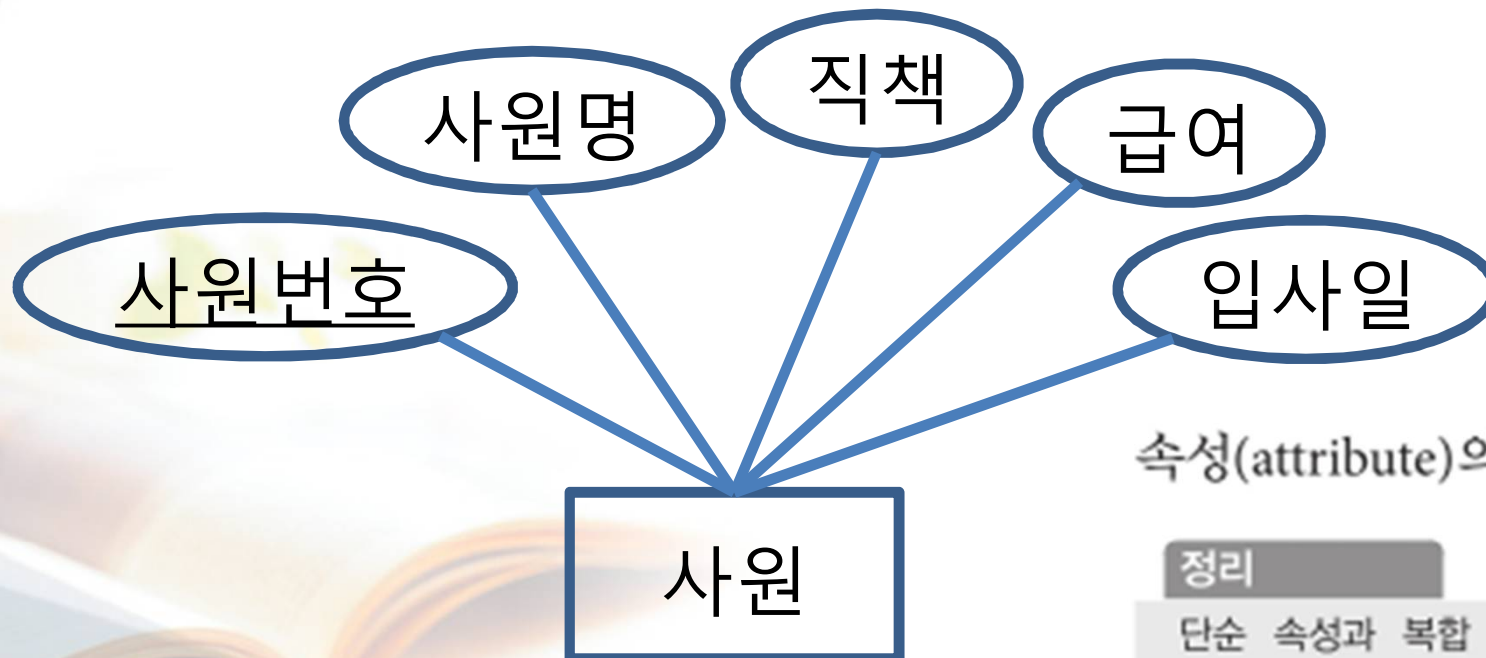 직책
사원명
급여
사원번호
입사일
속성(attribute)의
사원
정리
단순 속성과 복합